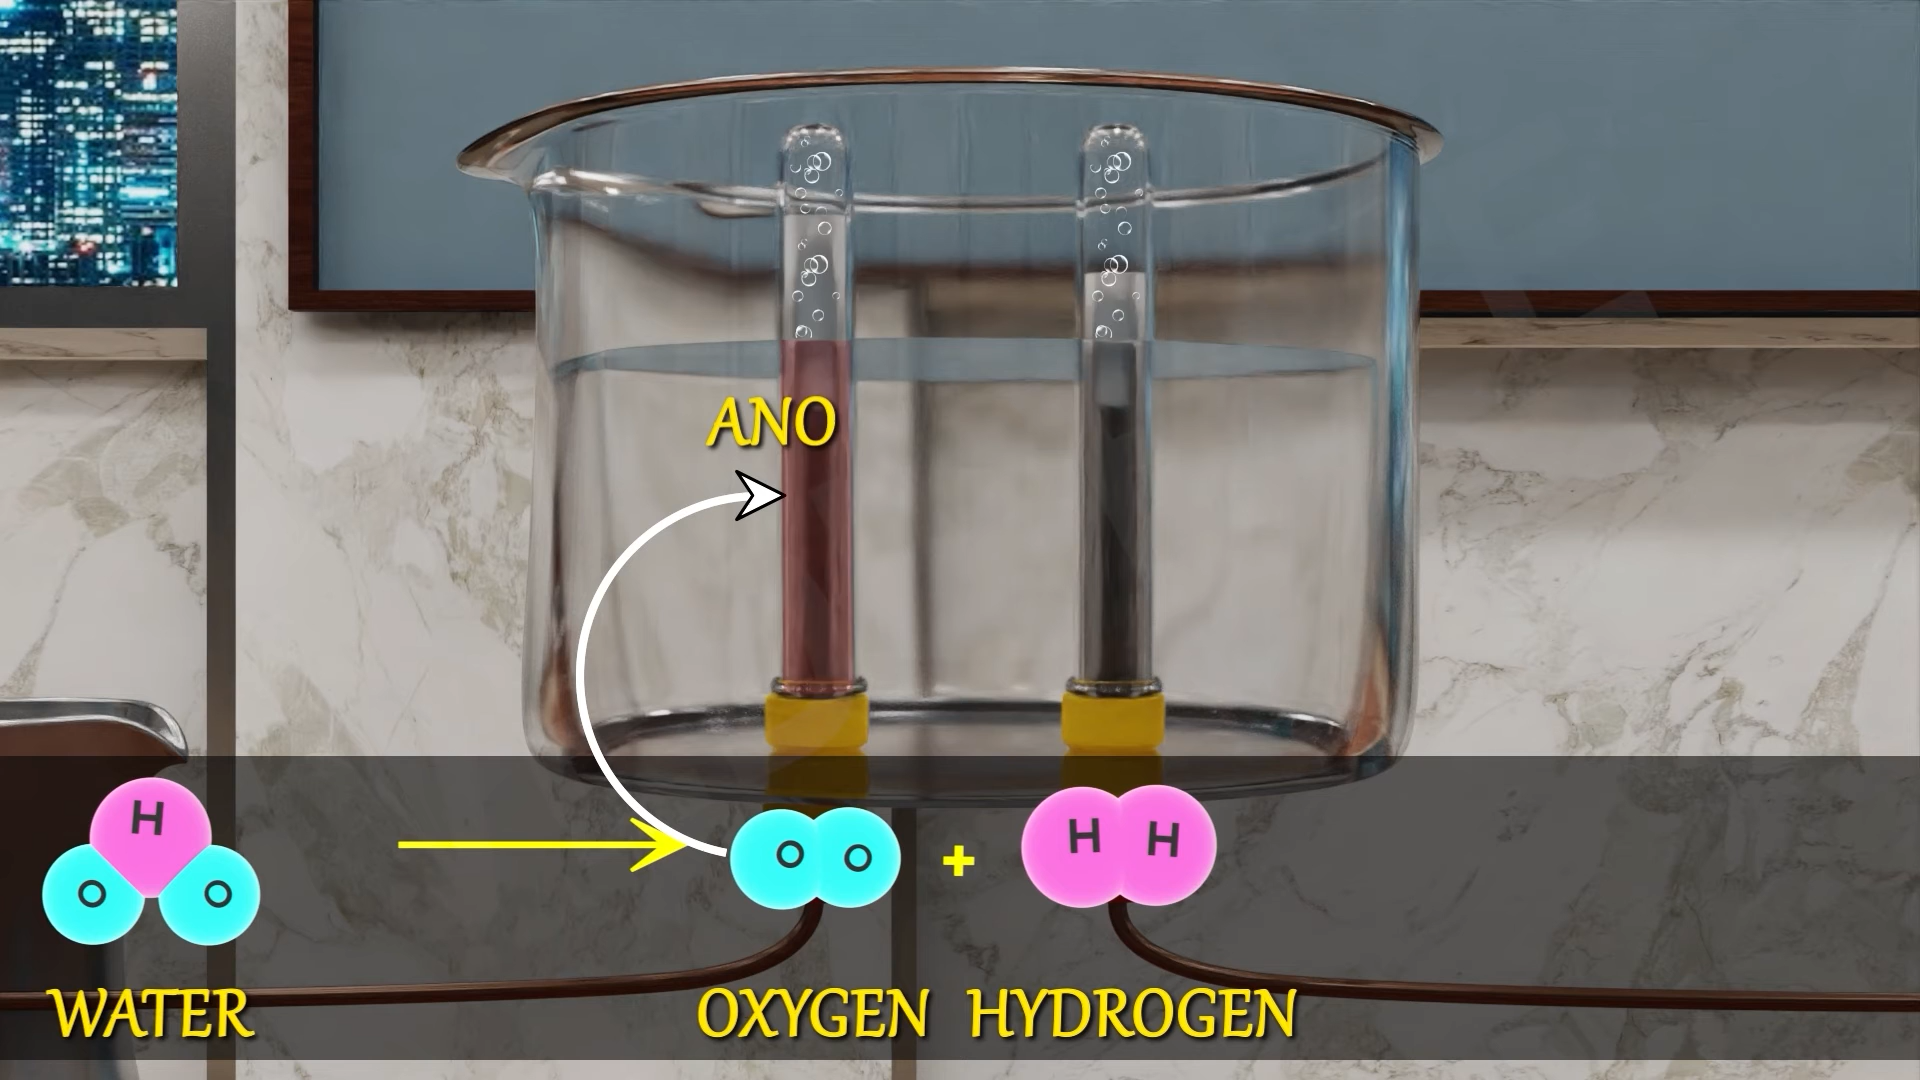 ANO
H
O O
O O
+
H H
WATER
OXYGEN HYDROGEN